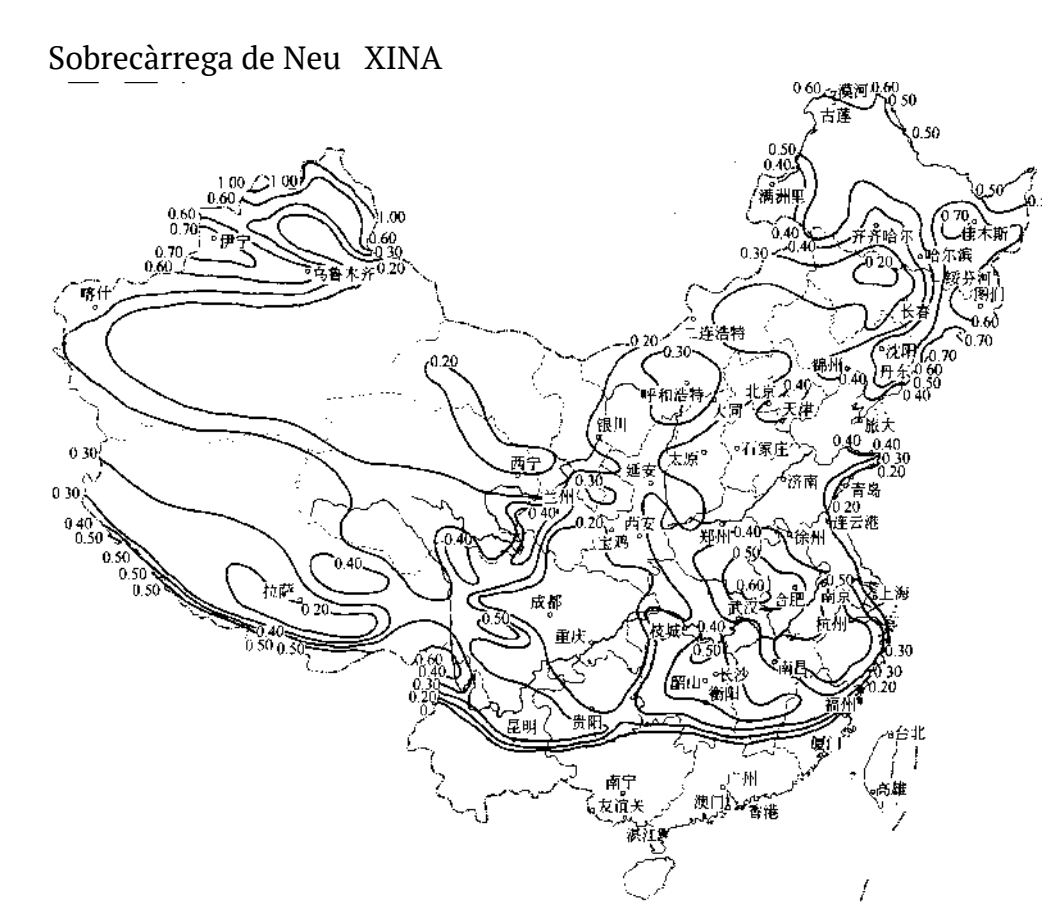 Sobrecàrrega de Neu XINA
0.60 漠河 0.60
0.50
古莲
0.50
0.50
0.40
满洲里
1.00 1.00
0.60
0.50
0.60
0.70
伊宁
1.00
0.60
0.30
0.20
0.70
0.60
乌鲁木齐
0.40
0.40
齐齐哈尔
0.70
佳木斯
0.30
0.20
哈尔滨
绥芬河
图们
喀什
长春
0.60
0.70
二连浩特
0.20
0.30
沈阳
0.70
0.20
锦州
0.40
丹东
0.60
0.50
0.40
呼和浩特
北京
0.40
大同
天津
旅大
银川
0.40
0.40
0.30
0.20
0.30
西宁
延安
太原
石家庄
济南
青岛
0.30
兰州
0.30
0.20
连云港
0.40
0.50
0.40
0.20
西安
宝鸡
郑州
0.40
徐州
0.40
0.50
0.50
0.40
0.50
0.50
拉萨
0.20
0.60
武汉
合肥
0.50
南京
上海
成都
0.50
重庆
枝城
0.40
杭州
0.40
0.50
0.50
0.50
0.30
0.60
0.40
0.30
0.20
0
韶山
长沙
衡阳
南昌
0.30
0.20
福州
昆明
贵阳
厦门
台北
南宁
广州
友谊关
澳门
香港
高雄
湛江